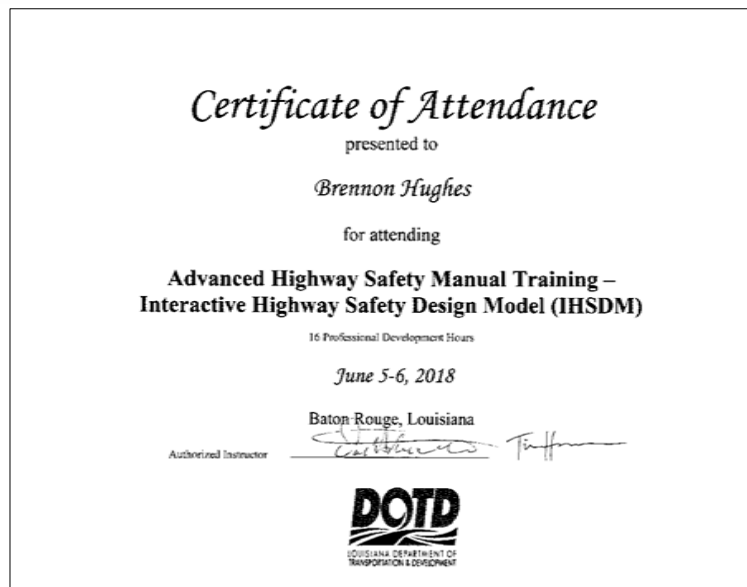 Certificate of Attendance
presented to
Brennon Hughes
for attending
Advanced Highway Safety Manual Training –
Interactive Highway Safety Design Model (IHSDM)
16 Professional Development Hours
June 5-6, 2018
Baton Rouge, Louisiana
Authorized Instructor
DOTD
LOUISIANA DEPARTMENT OF
TRANSPORTATION & DEVELOPMENT